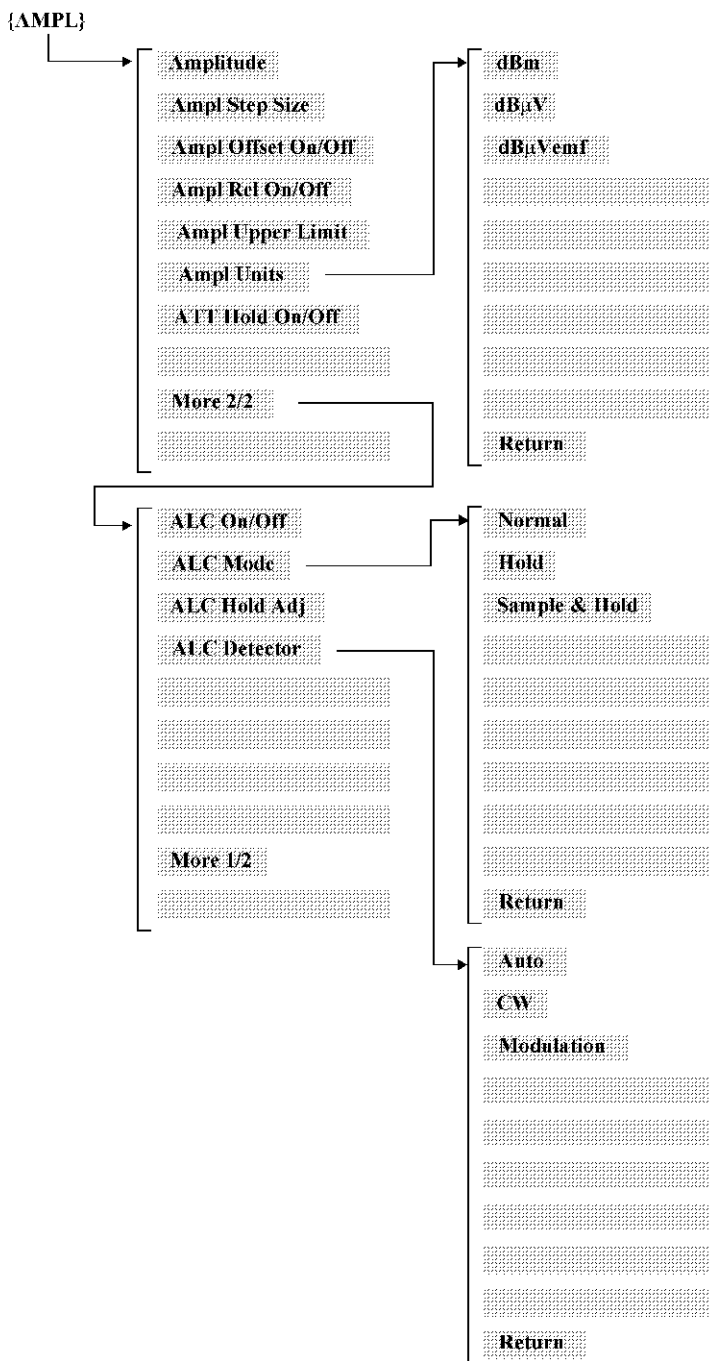 {AMPL}
Amplitude
Ampl Step Size
Ampl Offset On/Off
Ampl Rel On/Off
Ampl Upper Limit
Ampl Units
ATT Hold On/Off
More 2/2
dBm
dBµV
dBµVemf
Return
ALC On/Off
ALC Mode
ALC Hold Adj
ALC Detector
More 1/2
Normal
Hold
Sample & Hold
Return
Auto
CW
Modulation
Return